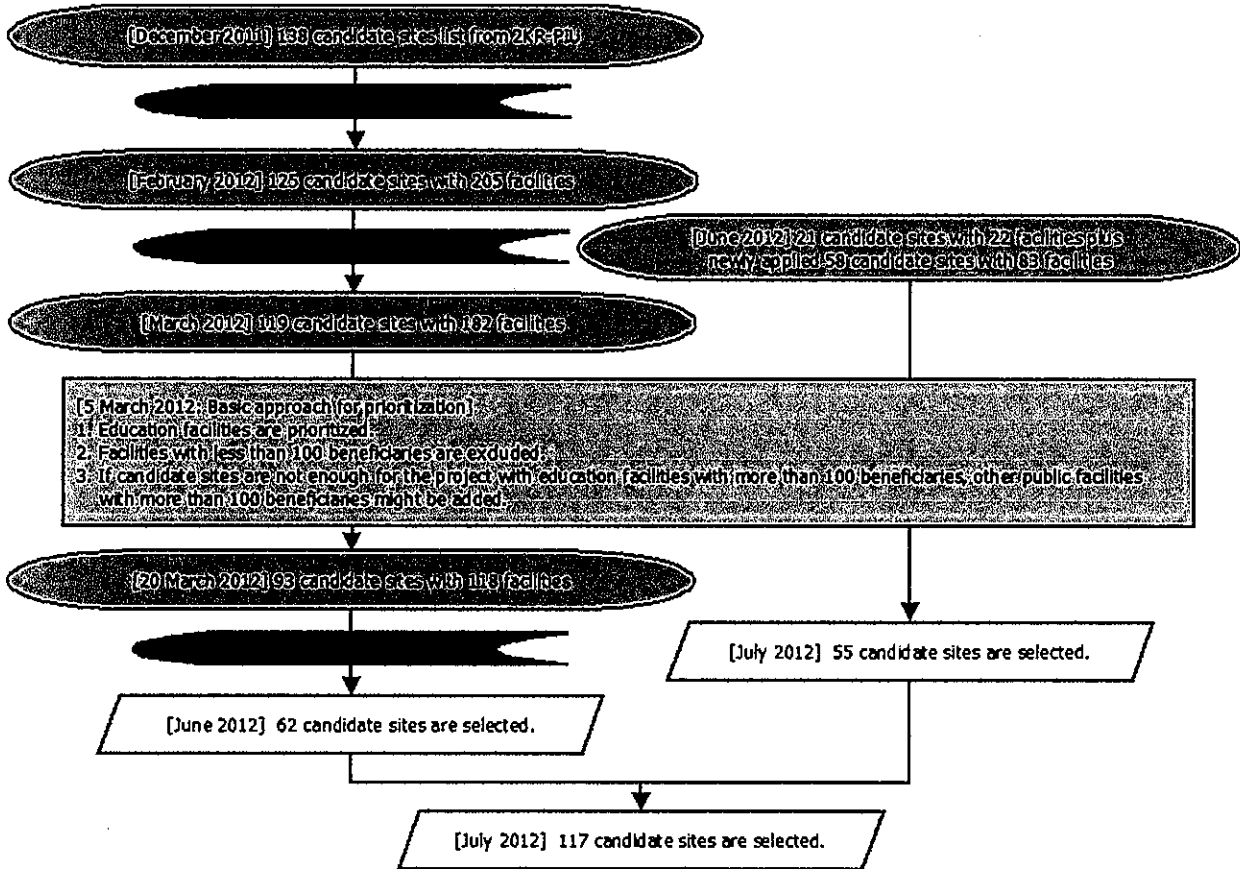 [December 2011] 138 candidate sites list from 2KR-PIU
[February 2012] 125 candidate sites with 205 facilities
[June 2012] 21 candidate sites with 22 facilities plus
newly applied 58 candidate sites with 83 facilities
[March 2012] 119 candidate sites with 182 facilities
[5 March 2012: Basic approach for prioritization]
1. Education facilities are prioritized.
2. Facilities with less than 100 beneficiaries are excluded.
3. If candidate sites are not enough for the project with education facilities with more than 100 beneficiaries, other public facilities
with more than 100 beneficiaries might be added.
[20 March 2012] 93 candidate sites with 118 facilities
[July 2012] 55 candidate sites are selected.
[June 2012] 62 candidate sites are selected.
[July 2012] 117 candidate sites are selected.